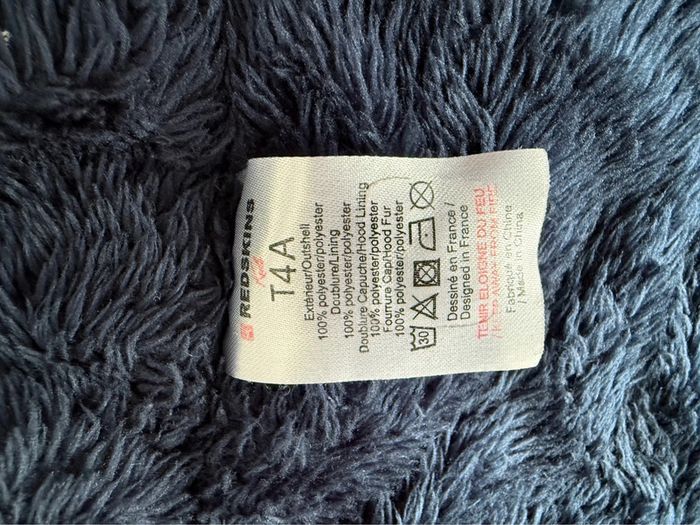 REDSKINS
Kids
T4A
Extérieur/Outshell
100% polyester/polyester
Doublure/Lining
100% polyester/polyester
Doublure Capuche/Hood Lining
100% polyester/polyester
Fourrure Cap/Hood Fur
100% polyester/polyester
30
Dessiné en France /
Designed in France
TENIR ELOIGNE DU FEU
/ KEEP AWAY FROM FIRE
Fabriqué en Chine
/ Made in China